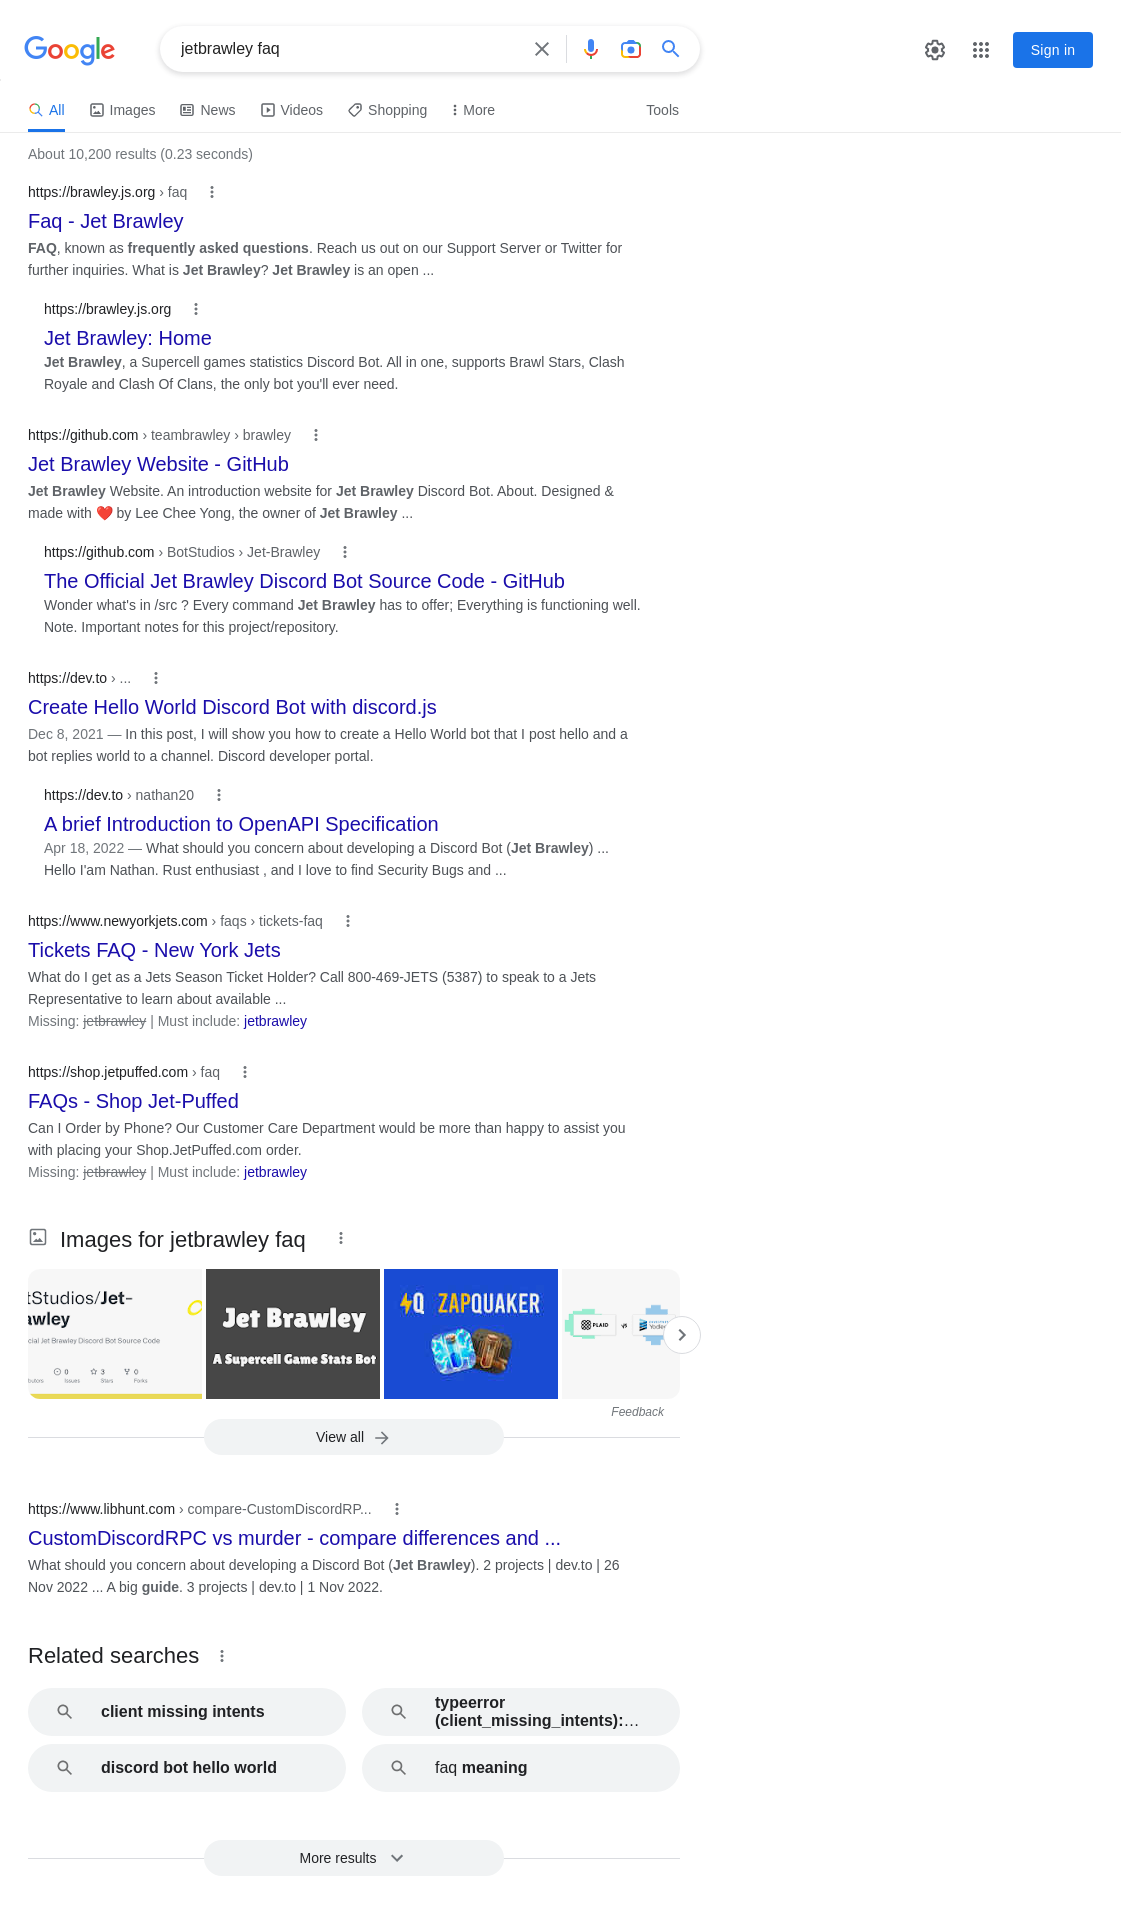 Google
jetbrawley faq
Sign in
All
Images
News
Videos
Shopping
More
Tools
About 10,200 results (0.23 seconds)
https://brawley.js.org › faq
Faq - Jet Brawley
FAQ, known as frequently asked questions. Reach us out on our Support Server or Twitter for
further inquiries. What is Jet Brawley? Jet Brawley is an open ...
https://brawley.js.org
Jet Brawley: Home
Jet Brawley, a Supercell games statistics Discord Bot. All in one, supports Brawl Stars, Clash
Royale and Clash Of Clans, the only bot you'll ever need.
https://github.com › teambrawley › brawley
Jet Brawley Website - GitHub
Jet Brawley Website. An introduction website for Jet Brawley Discord Bot. About. Designed &
made with ❤️ by Lee Chee Yong, the owner of Jet Brawley ...
https://github.com › BotStudios › Jet-Brawley
The Official Jet Brawley Discord Bot Source Code - GitHub
Wonder what's in /src ? Every command Jet Brawley has to offer; Everything is functioning well.
Note. Important notes for this project/repository.
https://dev.to › ...
Create Hello World Discord Bot with discord.js
Dec 8, 2021 — In this post, I will show you how to create a Hello World bot that I post hello and a
bot replies world to a channel. Discord developer portal.
https://dev.to › nathan20
A brief Introduction to OpenAPI Specification
Apr 18, 2022 — What should you concern about developing a Discord Bot (Jet Brawley) ...
Hello I'am Nathan. Rust enthusiast , and I love to find Security Bugs and ...
https://www.newyorkjets.com › faqs › tickets-faq
Tickets FAQ - New York Jets
What do I get as a Jets Season Ticket Holder? Call 800-469-JETS (5387) to speak to a Jets
Representative to learn about available ...
Missing: jetbrawley | Must include: jetbrawley
https://shop.jetpuffed.com › faq
FAQs - Shop Jet-Puffed
Can I Order by Phone? Our Customer Care Department would be more than happy to assist you
with placing your Shop.JetPuffed.com order.
Missing: jetbrawley | Must include: jetbrawley
Images for jetbrawley faq
tStudios/Jet-
awley
cial Jet Brawley Discord Bot Source Code
0
3
0
Issues
Stars
Forks
Jet Brawley
A Supercell Game Stats Bot
Q ZAPQUAKER
PLAID
vs
Yodlee
Feedback
View all
https://www.libhunt.com › compare-CustomDiscordRP...
CustomDiscordRPC vs murder - compare differences and ...
What should you concern about developing a Discord Bot (Jet Brawley). 2 projects | dev.to | 26
Nov 2022 ... A big guide. 3 projects | dev.to | 1 Nov 2022.
Related searches
client missing intents
typeerror
(client_missing_intents):...
discord bot hello world
faq meaning
More results